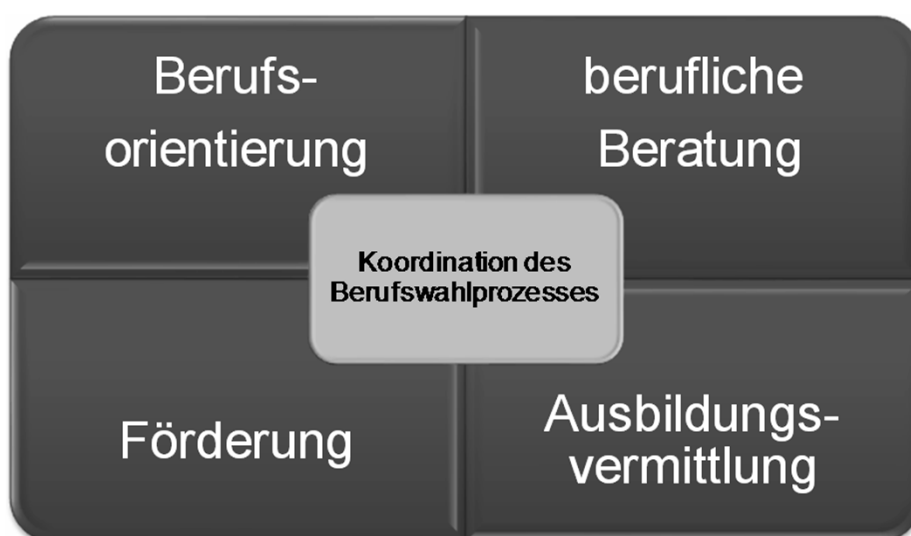 Berufs-
orientierung
berufliche
Beratung
Koordination des
Berufswahlprozesses
Förderung
Ausbildungs-
vermittlung